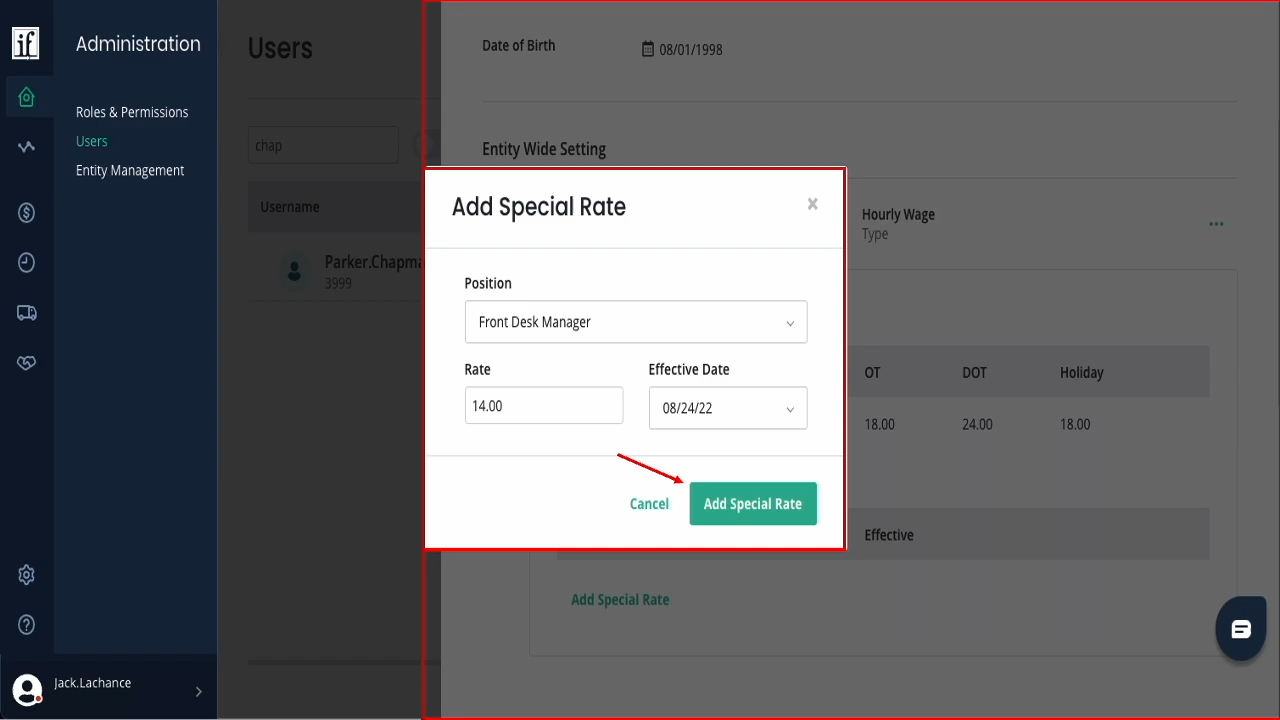 if
Administration
Roles & Permissions
Users
Entity Management
Jack.Lachance
Users
chap
Username
Parker.Chapma
3999
Date of Birth
08/01/1998
Entity Wide Setting
Hourly Wage
Type
OT DOT Holiday
18.00 24.00 18.00
Effective
Add Special Rate
Add Special Rate
Position
Front Desk Manager
Rate Effective Date
14.00 08/24/22
Cancel Add Special Rate